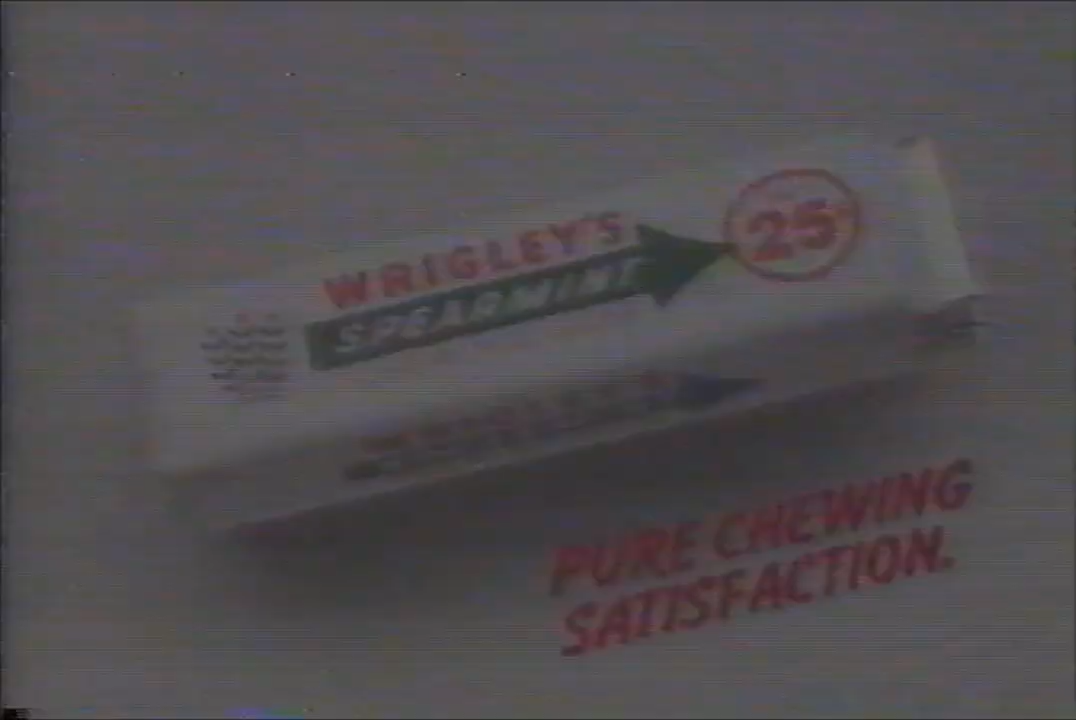 WRIGLEY'S
SPEARMINT
25
PURE CHEWING
SATISFACTION.